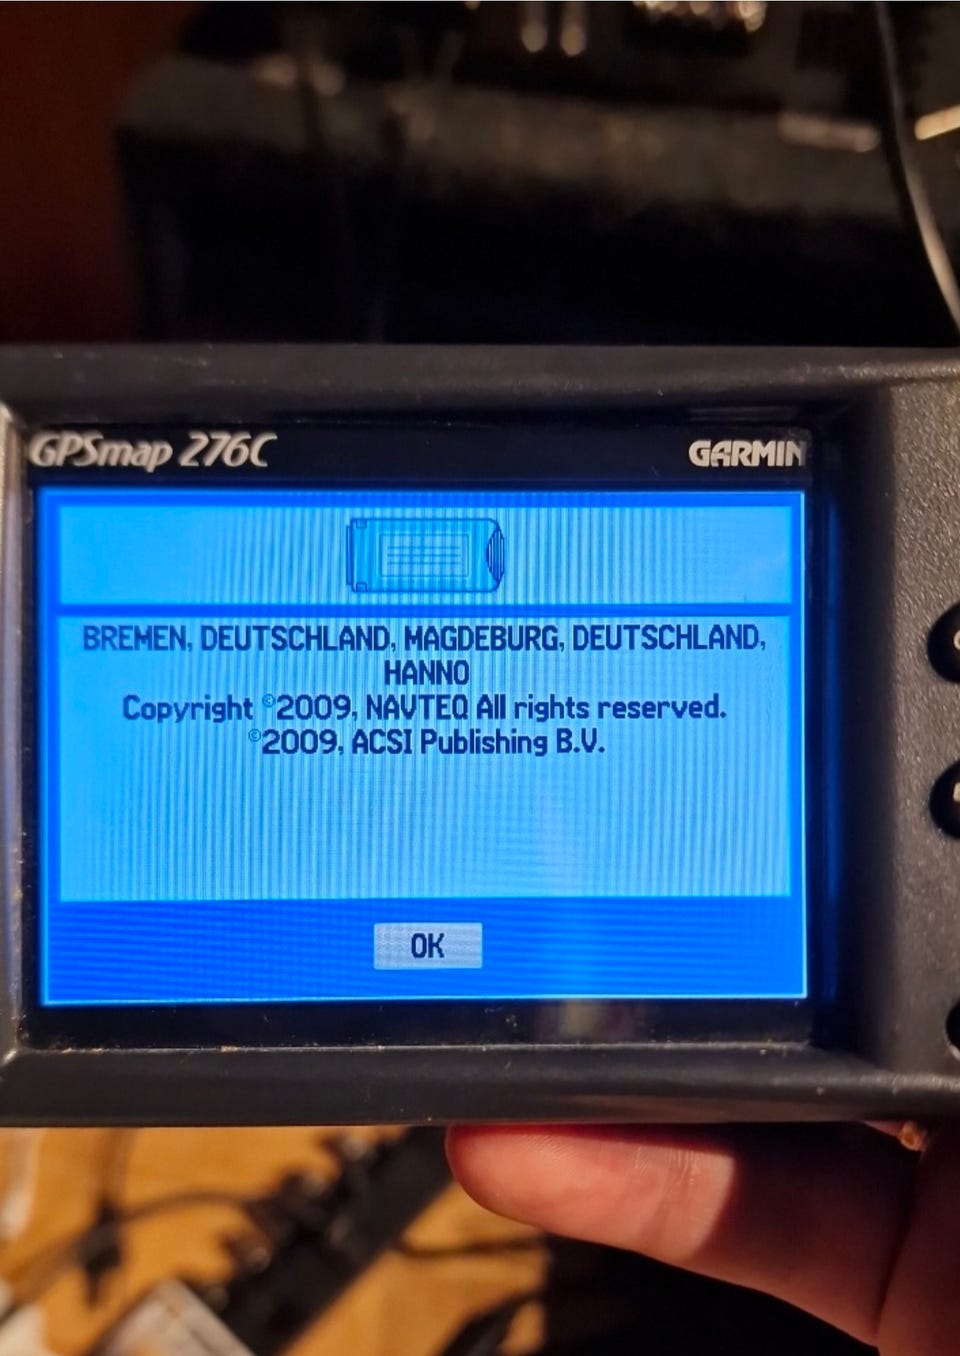 GPSmap 276C GARMIN
BREMEN, DEUTSCHLAND, MAGDEBURG, DEUTSCHLAND,
HANNO
Copyright ©2009, NAVTEQ All rights reserved.
©2009, ACSI Publishing B.V.
OK